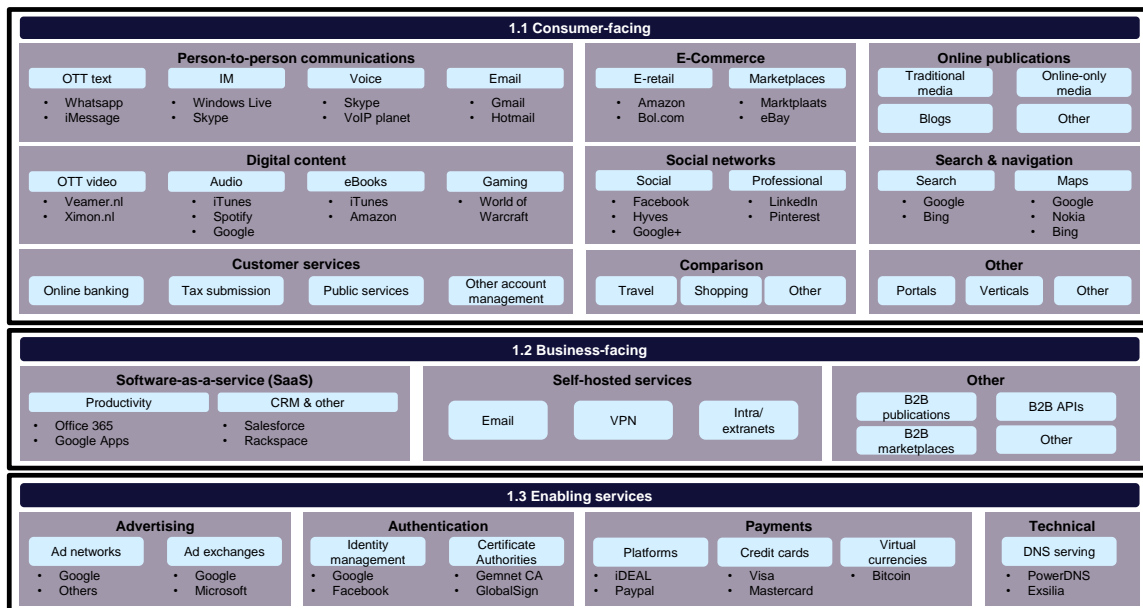 1.1 Consumer-facing
Person-to-person communications
OTT text
IM
Voice
Email
• Whatsapp
• iMessage
• Windows Live
• Skype
• Skype
• VoIP planet
• Gmail
• Hotmail
E-Commerce
E-retail
Marketplaces
• Amazon
• Bol.com
• Marktplaats
• eBay
Online publications
Traditional
media
Online-only
media
Blogs
Other
Digital content
OTT video
Audio
eBooks
Gaming
• Veamer.nl
• Ximon.nl
• iTunes
• Spotify
• Google
• iTunes
• Amazon
• World of
Warcraft
Social networks
Social
Professional
• Facebook
• Hyves
• Google+
• LinkedIn
• Pinterest
Search & navigation
Search
Maps
• Google
• Bing
• Google
• Nokia
• Bing
Customer services
Online banking
Tax submission
Public services
Other account
management
Comparison
Travel
Shopping
Other
Other
Portals
Verticals
Other
1.2 Business-facing
Software-as-a-service (SaaS)
Productivity
CRM & other
• Office 365
• Google Apps
• Salesforce
• Rackspace
Self-hosted services
Email
VPN
Intra/
extranets
Other
B2B
publications
B2B APIs
B2B
marketplaces
Other
1.3 Enabling services
Advertising
Ad networks
Ad exchanges
• Google
• Others
• Google
• Microsoft
Authentication
Identity
management
Certificate
Authorities
• Google
• Facebook
• Gemnet CA
• GlobalSign
Payments
Platforms
Credit cards
Virtual
currencies
• iDEAL
• Paypal
• Visa
• Mastercard
• Bitcoin
Technical
DNS serving
• PowerDNS
• Exsilia